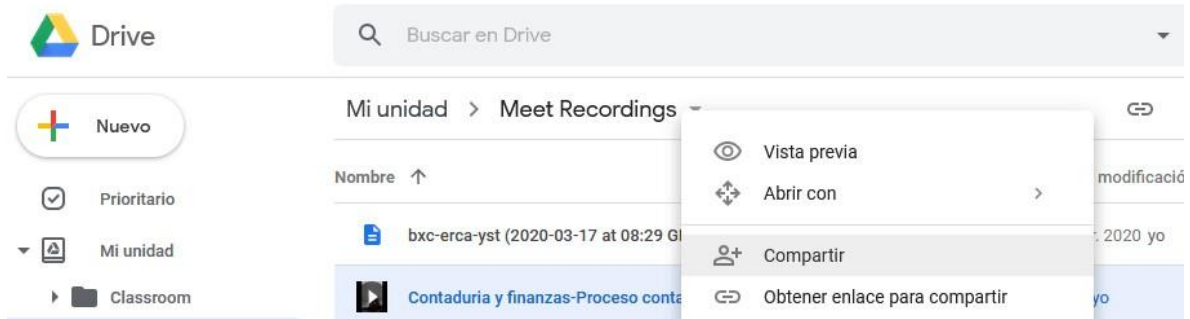 Drive
Buscar en Drive
Nuevo
Mi unidad > Meet Recordings
Vista previa
Nombre
modificació
Prioritario
Abrir con
Mi unidad
bxc-erca-yst (2020-03-17 at 08:29 G
. 2020 yo
Compartir
Classroom
Contaduria y finanzas-Proceso conta
Obtener enlace para compartir
yo